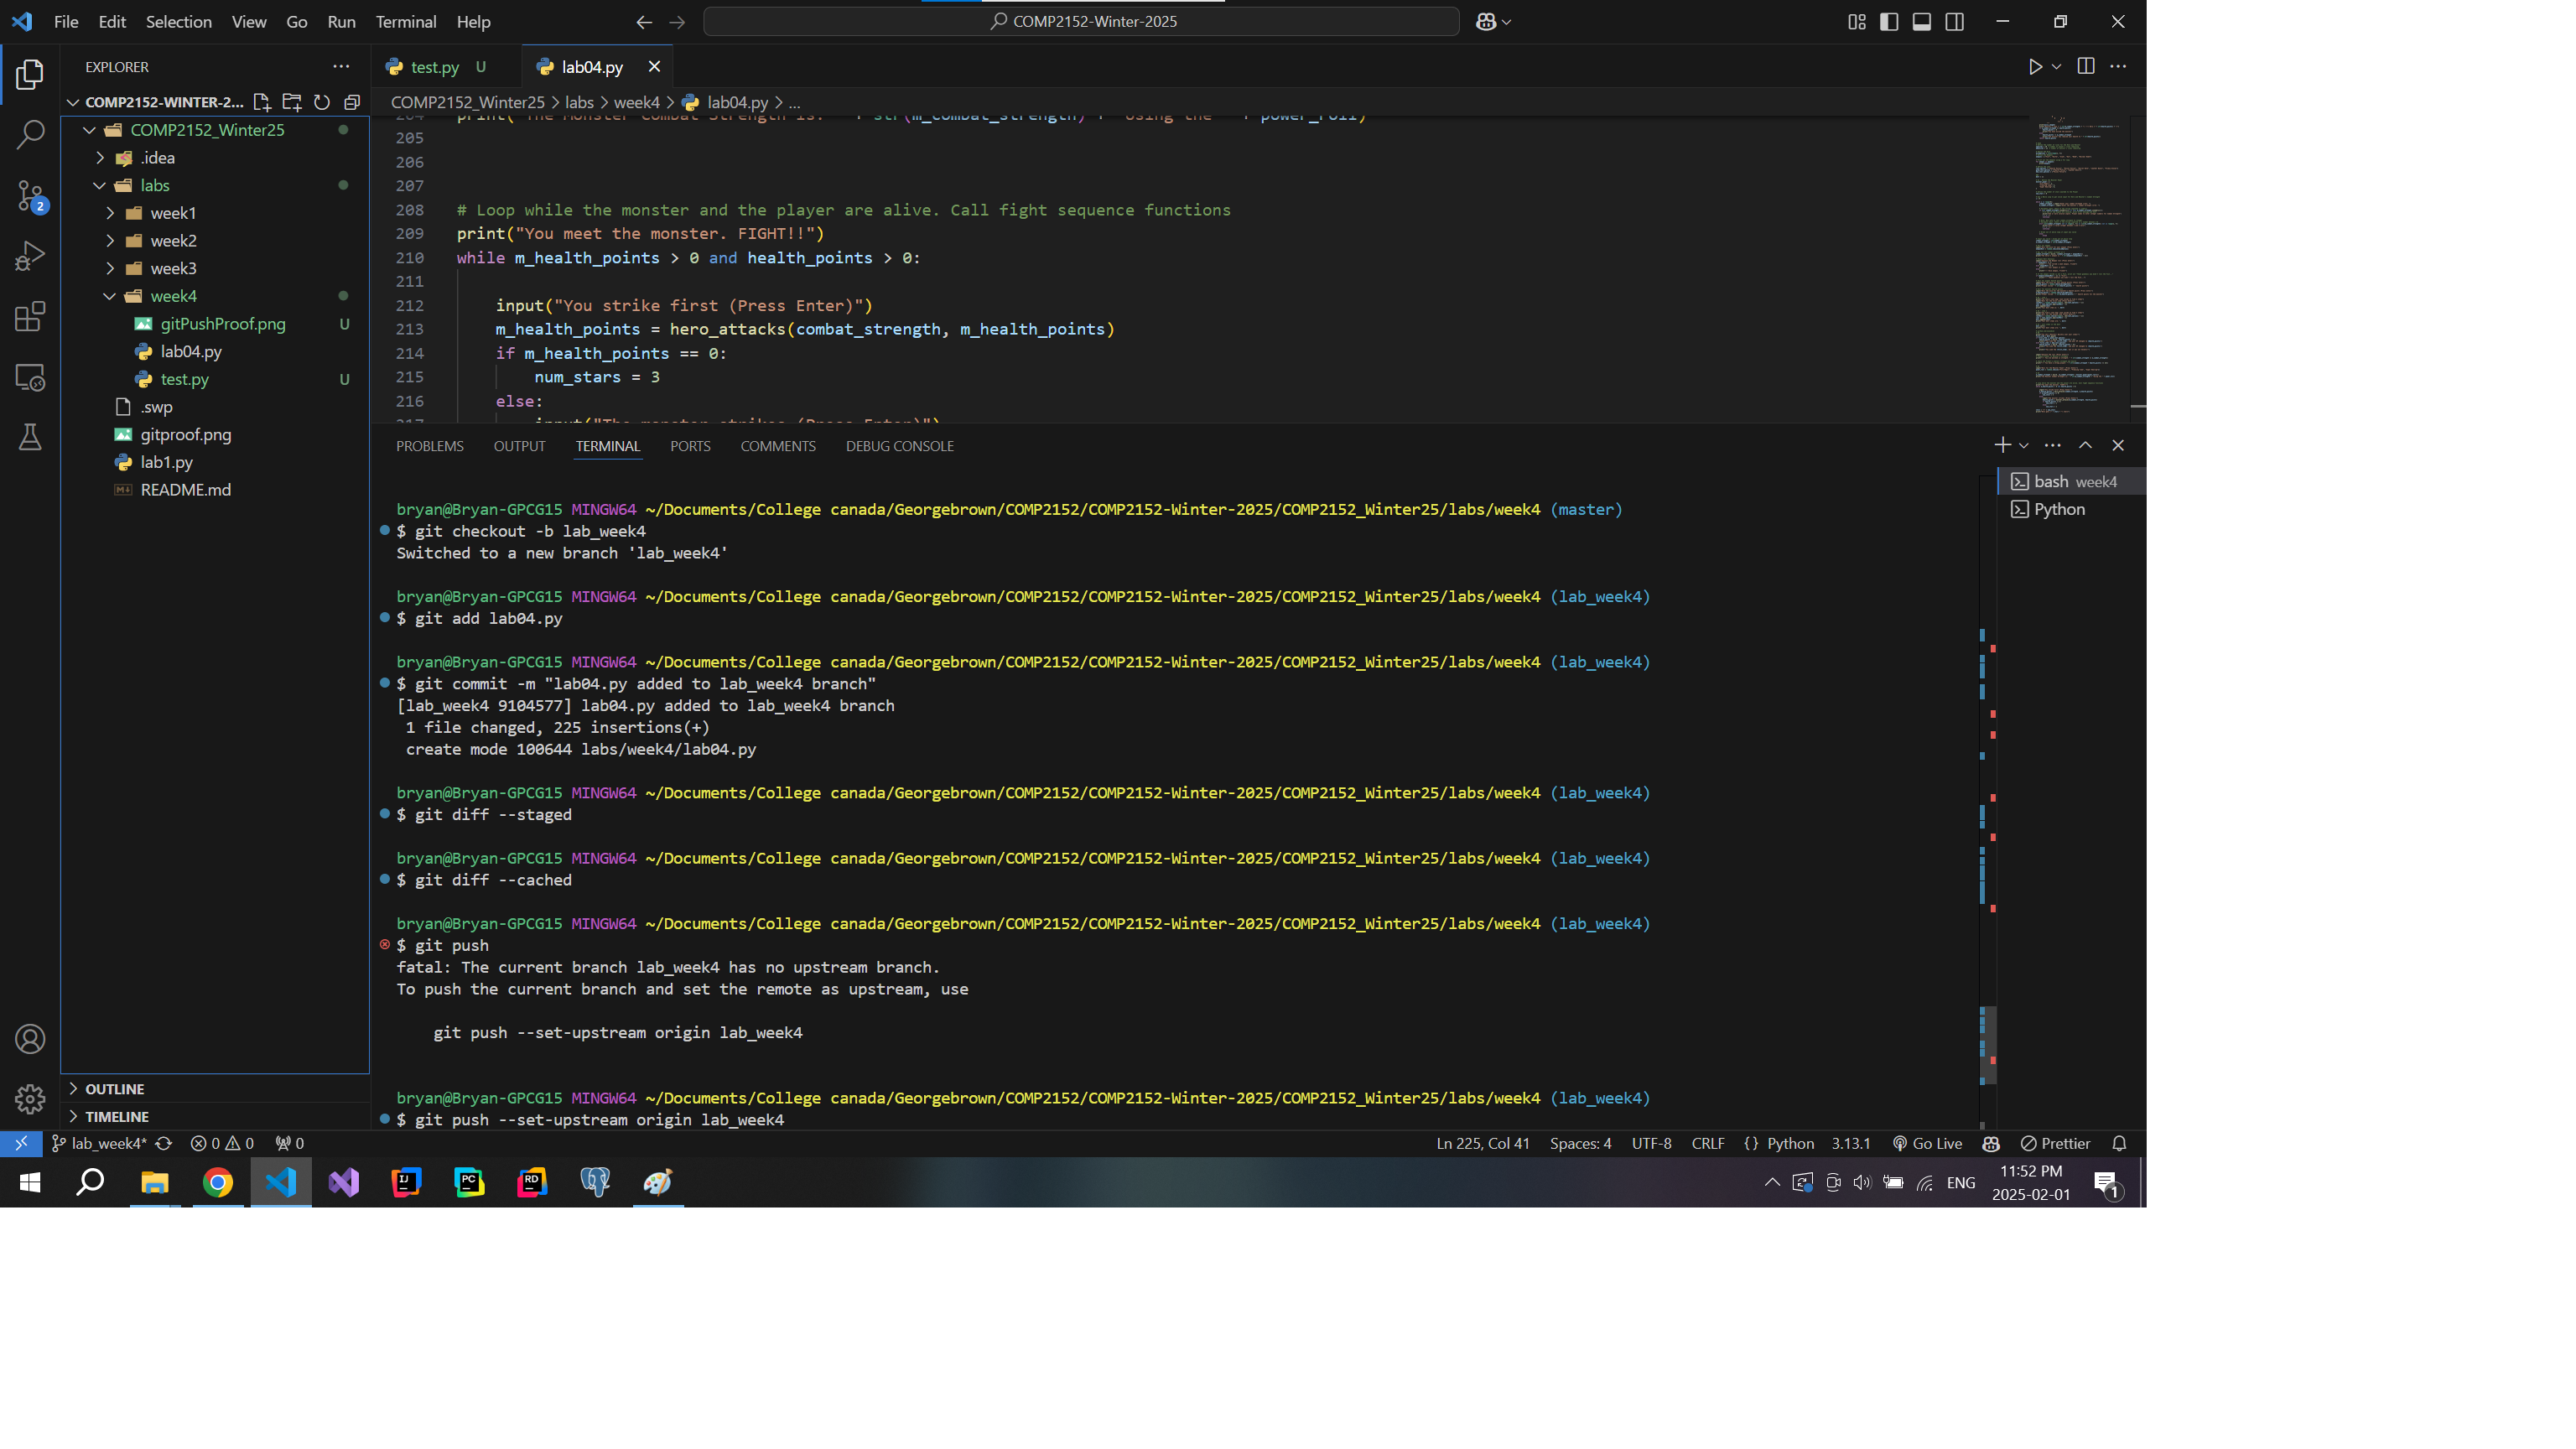 File Edit Selection View Go Run Terminal Help
COMP2152-Winter-2025
EXPLORER
COMP2152-WINTER-2...
COMP2152_Winter25
.idea
labs
week1
week2
week3
week4
gitPushProof.png U
lab04.py
test.py U
.swp
gitproof.png
lab1.py
README.md
OUTLINE
TIMELINE
test.py U
lab04.py
COMP2152_Winter25 > labs > week4 > lab04.py > ...
205
206
207
208 # Loop while the monster and the player are alive. Call fight sequence functions
209 print("You meet the monster. FIGHT!!")
210 while m_health_points > 0 and health_points > 0:
211
212 input("You strike first (Press Enter)")
213 m_health_points = hero_attacks(combat_strength, m_health_points)
214 if m_health_points == 0:
215 num_stars = 3
216 else:
PROBLEMS OUTPUT TERMINAL PORTS COMMENTS DEBUG CONSOLE
bash week4
Python
bryan@Bryan-GPCG15 MINGW64 ~/Documents/College canada/Georgebrown/COMP2152/COMP2152-Winter-2025/COMP2152_Winter25/labs/week4 (master)
$ git checkout -b lab_week4
Switched to a new branch 'lab_week4'
bryan@Bryan-GPCG15 MINGW64 ~/Documents/College canada/Georgebrown/COMP2152/COMP2152-Winter-2025/COMP2152_Winter25/labs/week4 (lab_week4)
$ git add lab04.py
bryan@Bryan-GPCG15 MINGW64 ~/Documents/College canada/Georgebrown/COMP2152/COMP2152-Winter-2025/COMP2152_Winter25/labs/week4 (lab_week4)
$ git commit -m "lab04.py added to lab_week4 branch"
[lab_week4 9104577] lab04.py added to lab_week4 branch
1 file changed, 225 insertions(+)
create mode 100644 labs/week4/lab04.py
bryan@Bryan-GPCG15 MINGW64 ~/Documents/College canada/Georgebrown/COMP2152/COMP2152-Winter-2025/COMP2152_Winter25/labs/week4 (lab_week4)
$ git diff --staged
bryan@Bryan-GPCG15 MINGW64 ~/Documents/College canada/Georgebrown/COMP2152/COMP2152-Winter-2025/COMP2152_Winter25/labs/week4 (lab_week4)
$ git diff --cached
bryan@Bryan-GPCG15 MINGW64 ~/Documents/College canada/Georgebrown/COMP2152/COMP2152-Winter-2025/COMP2152_Winter25/labs/week4 (lab_week4)
$ git push
fatal: The current branch lab_week4 has no upstream branch.
To push the current branch and set the remote as upstream, use
git push --set-upstream origin lab_week4
bryan@Bryan-GPCG15 MINGW64 ~/Documents/College canada/Georgebrown/COMP2152/COMP2152-Winter-2025/COMP2152_Winter25/labs/week4 (lab_week4)
$ git push --set-upstream origin lab_week4
lab_week4* 0 0 0 Ln 225, Col 41 Spaces: 4 UTF-8 CRLF {} Python 3.13.1 Go Live Prettier
ENG 11:52 PM
2025-02-01
1